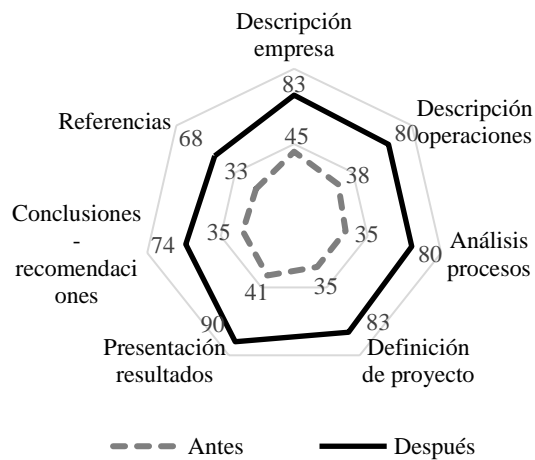 Descripción
empresa
83
Descripción
operaciones
80
45
38
Referencias
68
33
Conclusiones
-
recomendaci
ones
74
35
35
80
Análisis
procesos
41
35
90
83
Presentación
resultados
Definición
de proyecto
Antes
Después